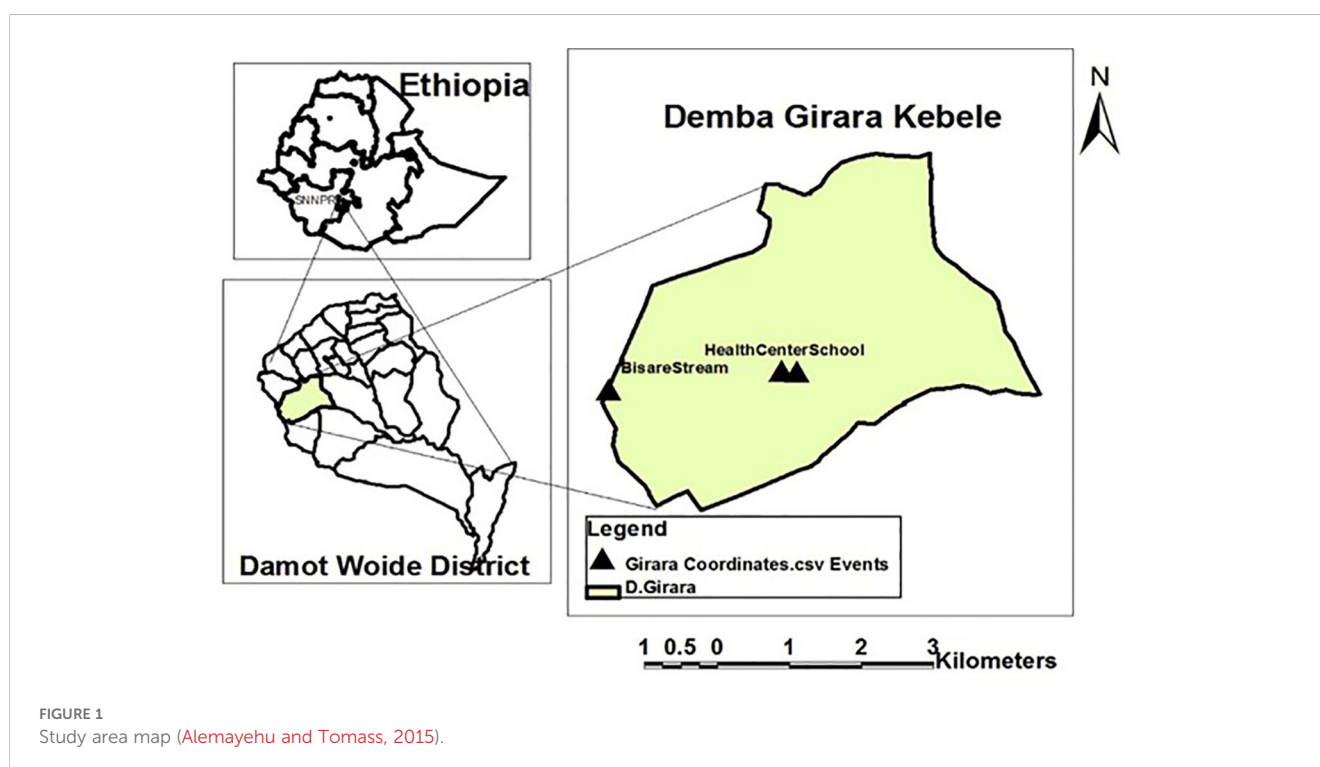 Ethiopia
SNNPR
Damot Woide District
Demba Girara Kebele
N
HealthCenterSchool
BisareStream
Legend
Girara Coordinates.csv Events
D.Girara
1 0.5 0 1 2 3
Kilometers
FIGURE 1
Study area map (Alemayehu and Tomass, 2015).